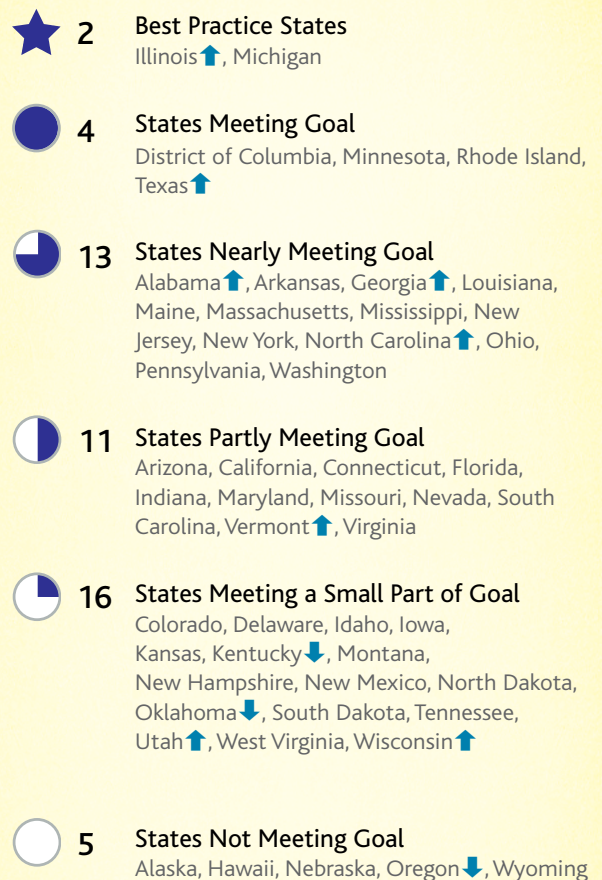 2 Best Practice States
Illinois⬆, Michigan
4 States Meeting Goal
District of Columbia, Minnesota, Rhode Island,
Texas⬆
13 States Nearly Meeting Goal
Alabama⬆, Arkansas, Georgia⬆, Louisiana,
Maine, Massachusetts, Mississippi, New
Jersey, New York, North Carolina⬆, Ohio,
Pennsylvania, Washington
11 States Partly Meeting Goal
Arizona, California, Connecticut, Florida,
Indiana, Maryland, Missouri, Nevada, South
Carolina, Vermont⬆, Virginia
16 States Meeting a Small Part of Goal
Colorado, Delaware, Idaho, Iowa,
Kansas, Kentucky⬇, Montana,
New Hampshire, New Mexico, North Dakota,
Oklahoma⬇, South Dakota, Tennessee,
Utah⬆, West Virginia, Wisconsin⬆
5 States Not Meeting Goal
Alaska, Hawaii, Nebraska, Oregon⬇, Wyoming